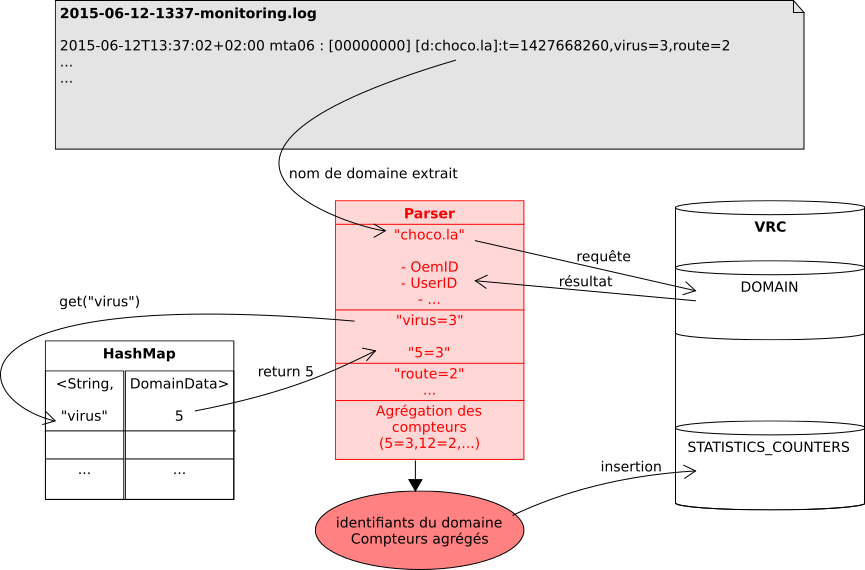 2015-06-12-1337-monitoring.log
2015-06-12T13:37:02+02:00 mta06 : [00000000] [d:choco.la]:t=1427668260,virus=3,route=2
...
...
nom de domaine extrait
Parser
"choco.la"
- OemID
- UserID
- ...
"virus=3"
"5=3"
"route=2"
...
Agrégation des
compteurs
(5=3,12=2,...)
requête
résultat
VRC
DOMAIN
STATISTICS_COUNTERS
get("virus")
HashMap
<String, DomainData>
"virus" 5
... ...
return 5
insertion
identifiants du domaine
Compteurs agrégés